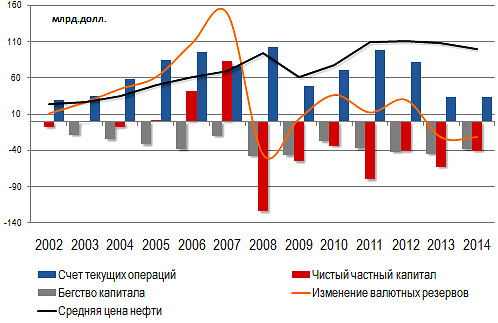 160
млрд.долл.
110
60
10
-40
-90
-140
2002 2003 2004 2005 2006 2007 2008 2009 2010 2011 2012 2013 2014
Счет текущих операций Чистый частный капитал
Бегство капитала Изменение валютных резервов
Средняя цена нефти